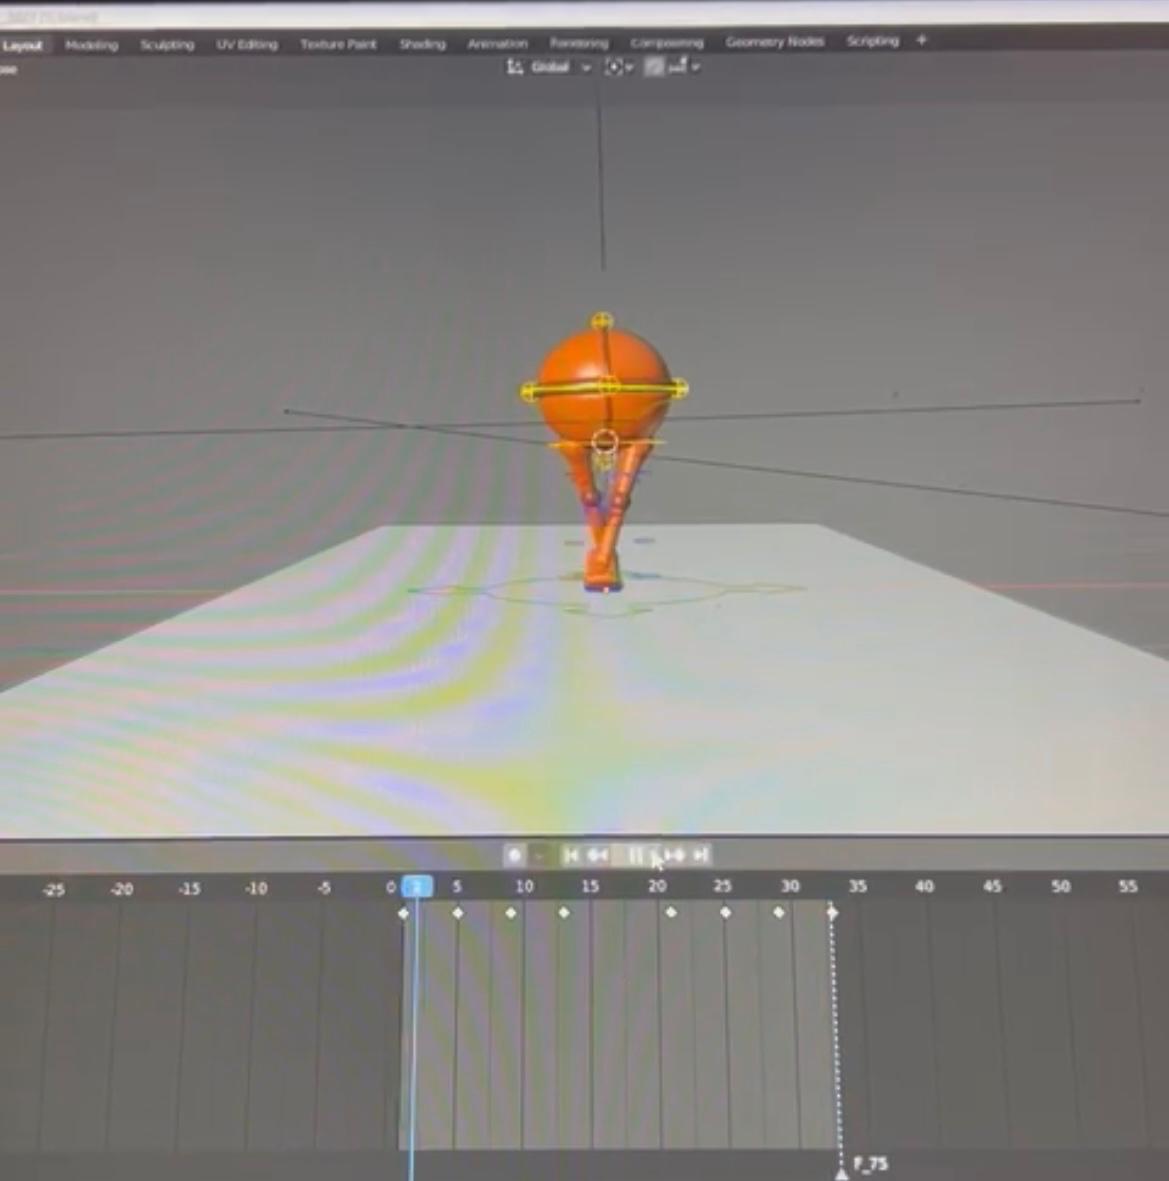 Layout Modeling Sculpting UV Editing Texture Paint Shading Animation Rendering Compositing Geometry Nodes Scripting +
Global
-25 -20 -15 -10 -5 0 2 5 10 15 20 25 30 35 40 45 50 55
F_75